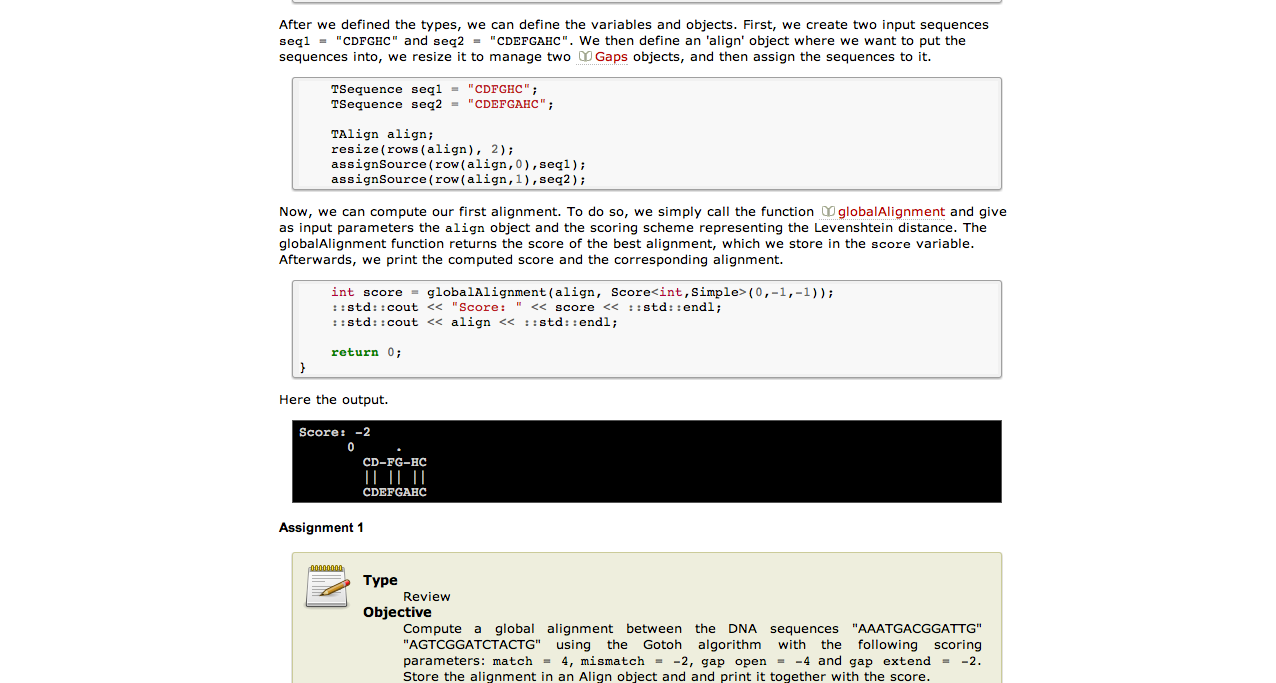 After we defined the types, we can define the variables and objects. First, we create two input sequences
seq1 = "CDFGHC" and seq2 = "CDEFGAHC". We then define an 'align' object where we want to put the
sequences into, we resize it to manage two Gaps objects, and then assign the sequences to it.
TSequence seq1 = "CDFGHC";
TSequence seq2 = "CDEFGAHC";
TAlign align;
resize(rows(align), 2);
assignSource(row(align,0),seq1);
assignSource(row(align,1),seq2);
Now, we can compute our first alignment. To do so, we simply call the function globalAlignment and give
as input parameters the align object and the scoring scheme representing the Levenshtein distance. The
globalAlignment function returns the score of the best alignment, which we store in the score variable.
Afterwards, we print the computed score and the corresponding alignment.
int score = globalAlignment(align, Score<int,Simple>(0,-1,-1));
::std::cout << "Score: " << score << ::std::endl;
::std::cout << align << ::std::endl;
return 0;
}
Here the output.
Score: -2
0     .
CD-FG-HC
|| || ||
CDEFGAHC
Assignment 1
Type
Review
Objective
Compute a global alignment between the DNA sequences "AAATGACGGATTG"
"AGTCGGATCTACTG" using the Gotoh algorithm with the following scoring
parameters: match = 4, mismatch = -2, gap open = -4 and gap extend = -2.
Store the alignment in an Align object and and print it together with the score.